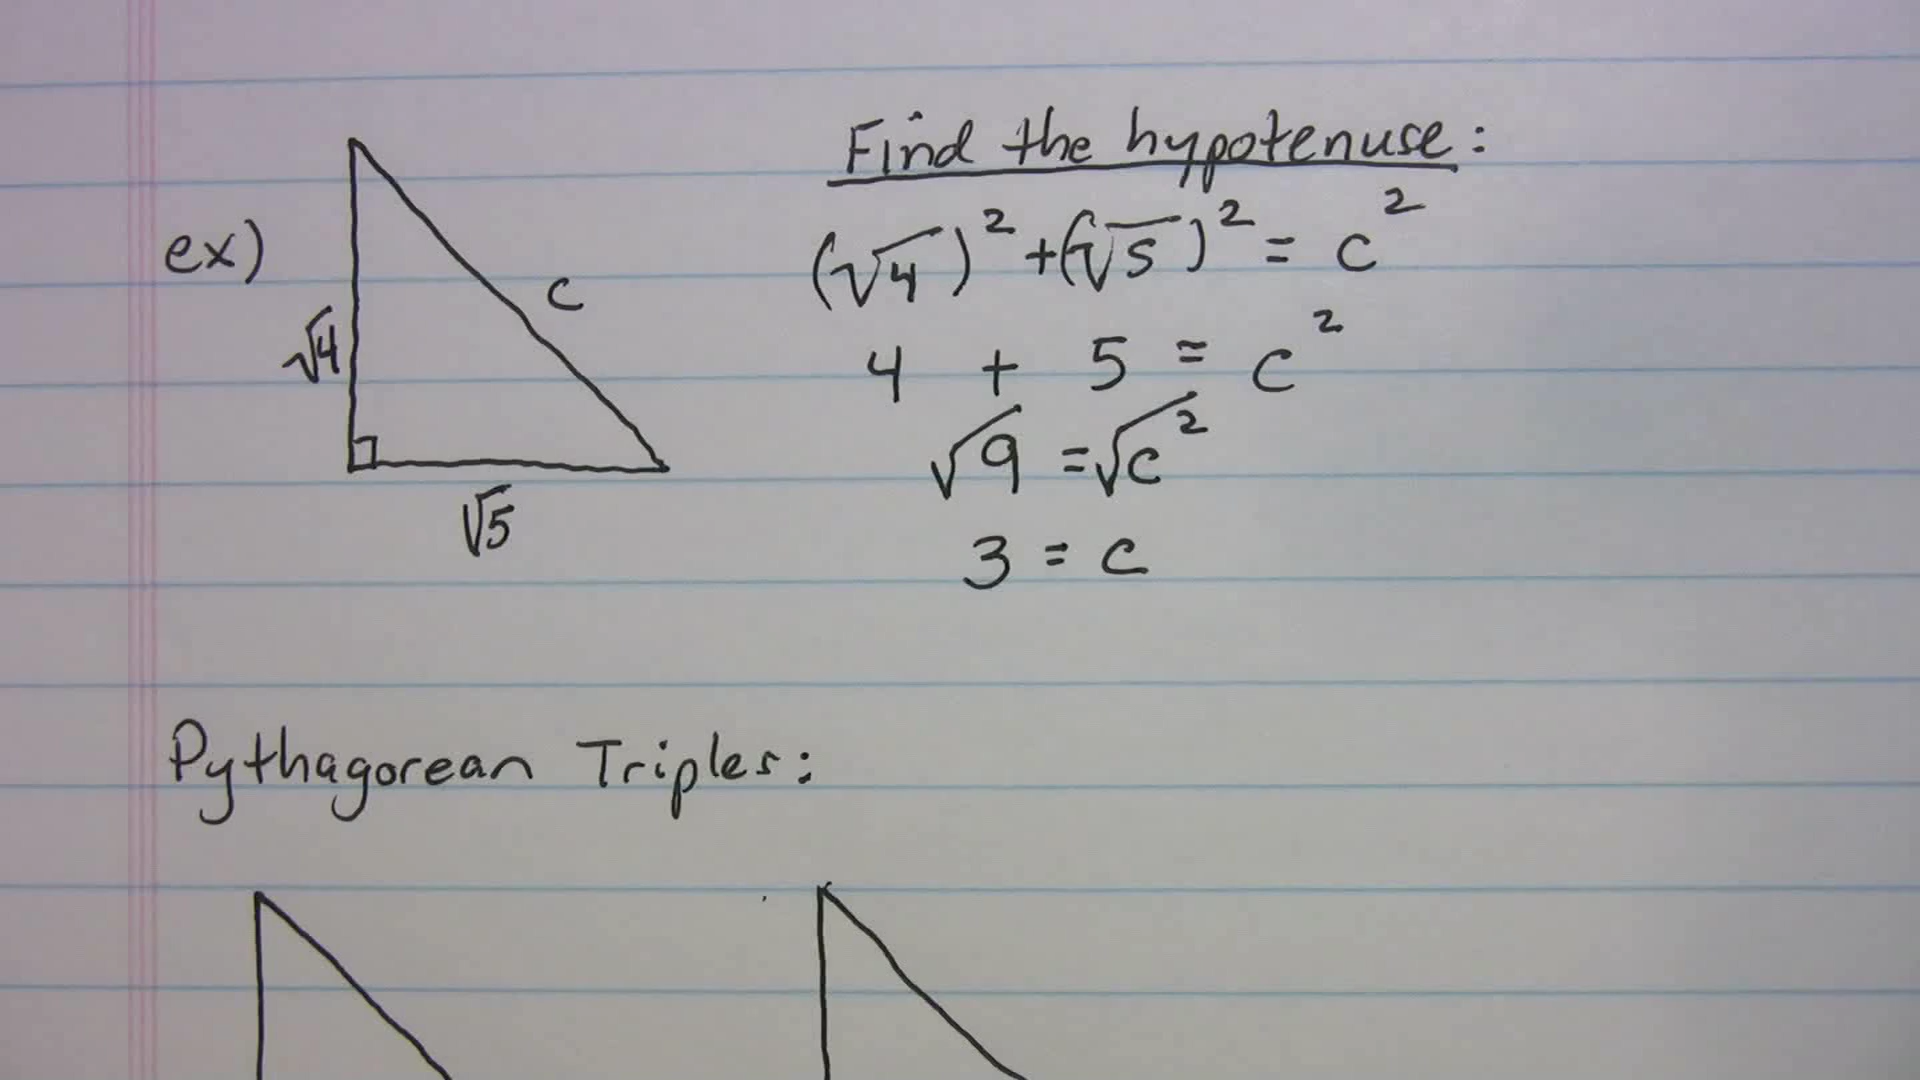 Find the hypotenuse:
ex)
√4
c
√5
(√4)² + (√5)² = c²
4 + 5 = c²
√9 = √c²
3 = c
Pythagorean Triples: